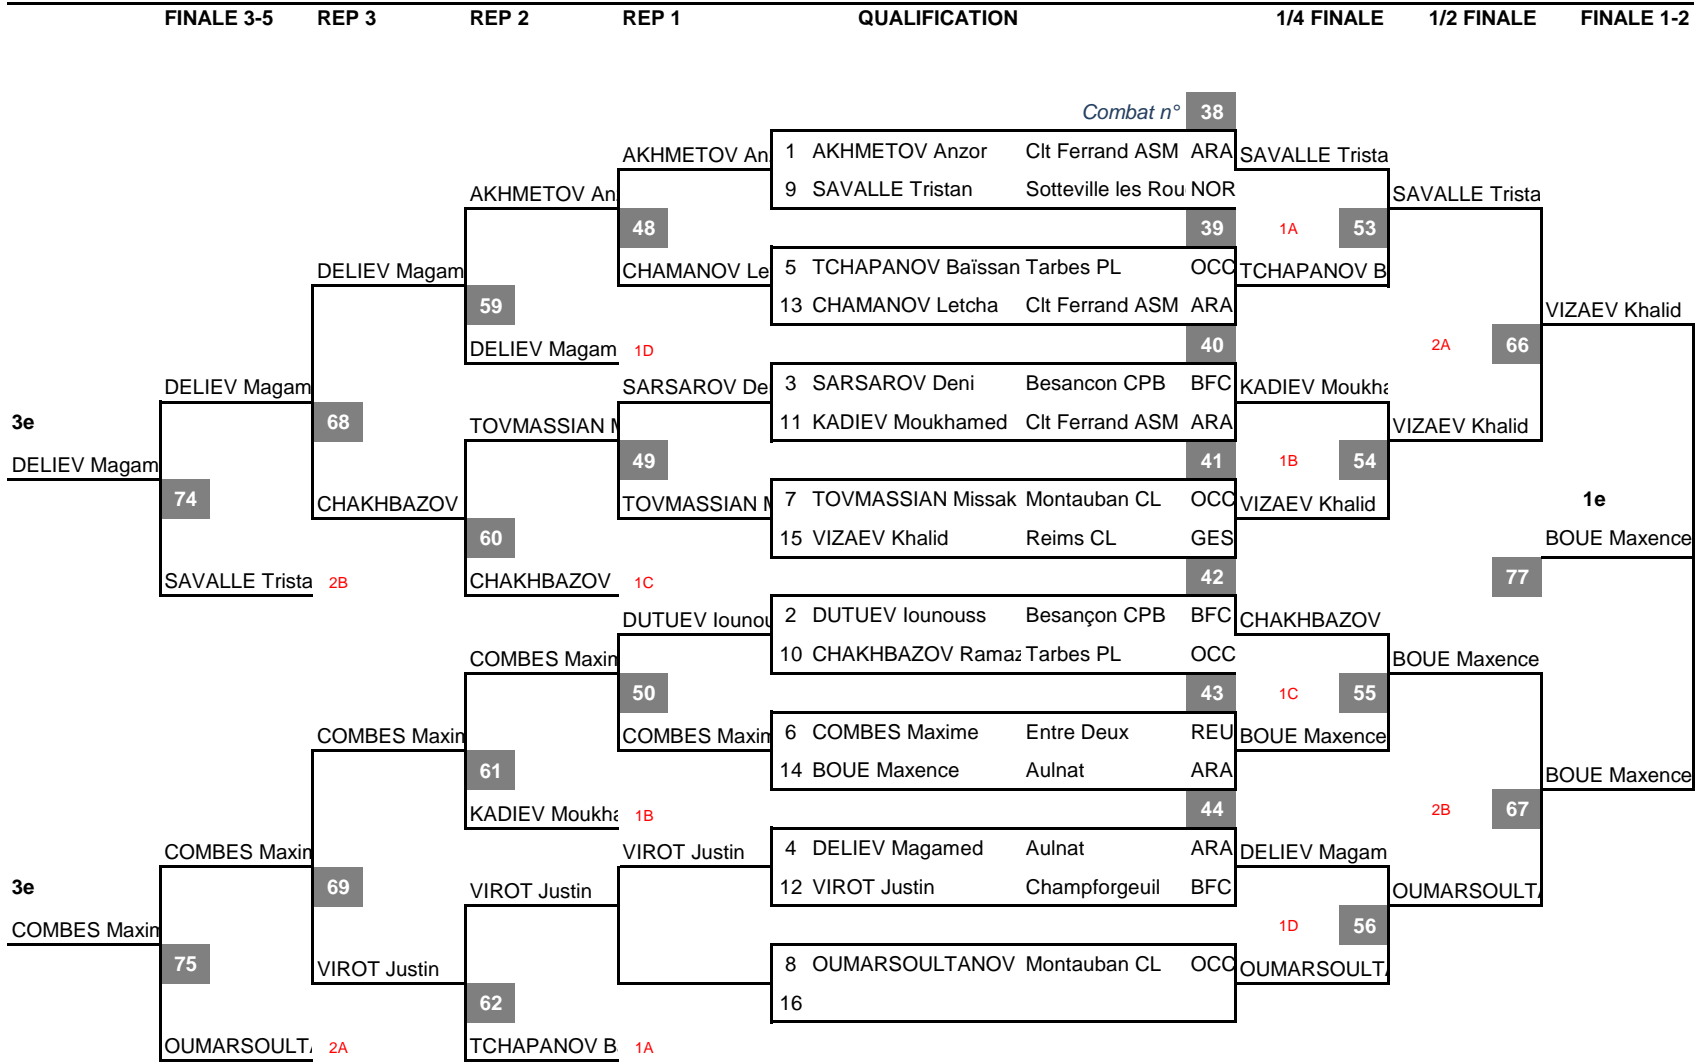 FINALE 3-5 REP 3 REP 2 REP 1 QUALIFICATION 1/4 FINALE 1/2 FINALE FINALE 1-2
Combat n° 38
AKHMETOV An 1 AKHMETOV Anzor Clt Ferrand ASM ARA SAVALLE Trista
AKHMETOV An 9 SAVALLE Tristan Sotteville les Rou NOR SAVALLE Trista
48 39 1A 53
DELIEV Magam CHAMANOV Le 5 TCHAPANOV Baïssan Tarbes PL OCC TCHAPANOV B
59 13 CHAMANOV Letcha Clt Ferrand ASM ARA VIZAEV Khalid
DELIEV Magam 1D 40 2A 66
DELIEV Magam SARSAROV De 3 SARSAROV Deni Besancon CPB BFC KADIEV Moukha
3e 68 TOVMASSIAN M 11 KADIEV Moukhamed Clt Ferrand ASM ARA VIZAEV Khalid
DELIEV Magam 49 41 1B 54
74 CHAKHBAZOV TOVMASSIAN M 7 TOVMASSIAN Missak Montauban CL OCC VIZAEV Khalid 1e
60 15 VIZAEV Khalid Reims CL GES BOUE Maxence
SAVALLE Trista 2B CHAKHBAZOV 1C 42 77
DUTUEV Iounou 2 DUTUEV Iounouss Besançon CPB BFC CHAKHBAZOV
COMBES Maxim 10 CHAKHBAZOV Ramaz Tarbes PL OCC BOUE Maxence
50 43 1C 55
COMBES Maxim COMBES Maxim 6 COMBES Maxime Entre Deux REU BOUE Maxence
61 14 BOUE Maxence Aulnat ARA BOUE Maxence
KADIEV Moukha 1B 44 2B 67
COMBES Maxim VIROT Justin 4 DELIEV Magamed Aulnat ARA DELIEV Magam
3e 69 VIROT Justin 12 VIROT Justin Champforgeuil BFC OUMARSOULTA
COMBES Maxim 1D 56
75 VIROT Justin 8 OUMARSOULTANOV Montauban CL OCC OUMARSOULTA
62 16
OUMARSOULTA 2A TCHAPANOV B 1A